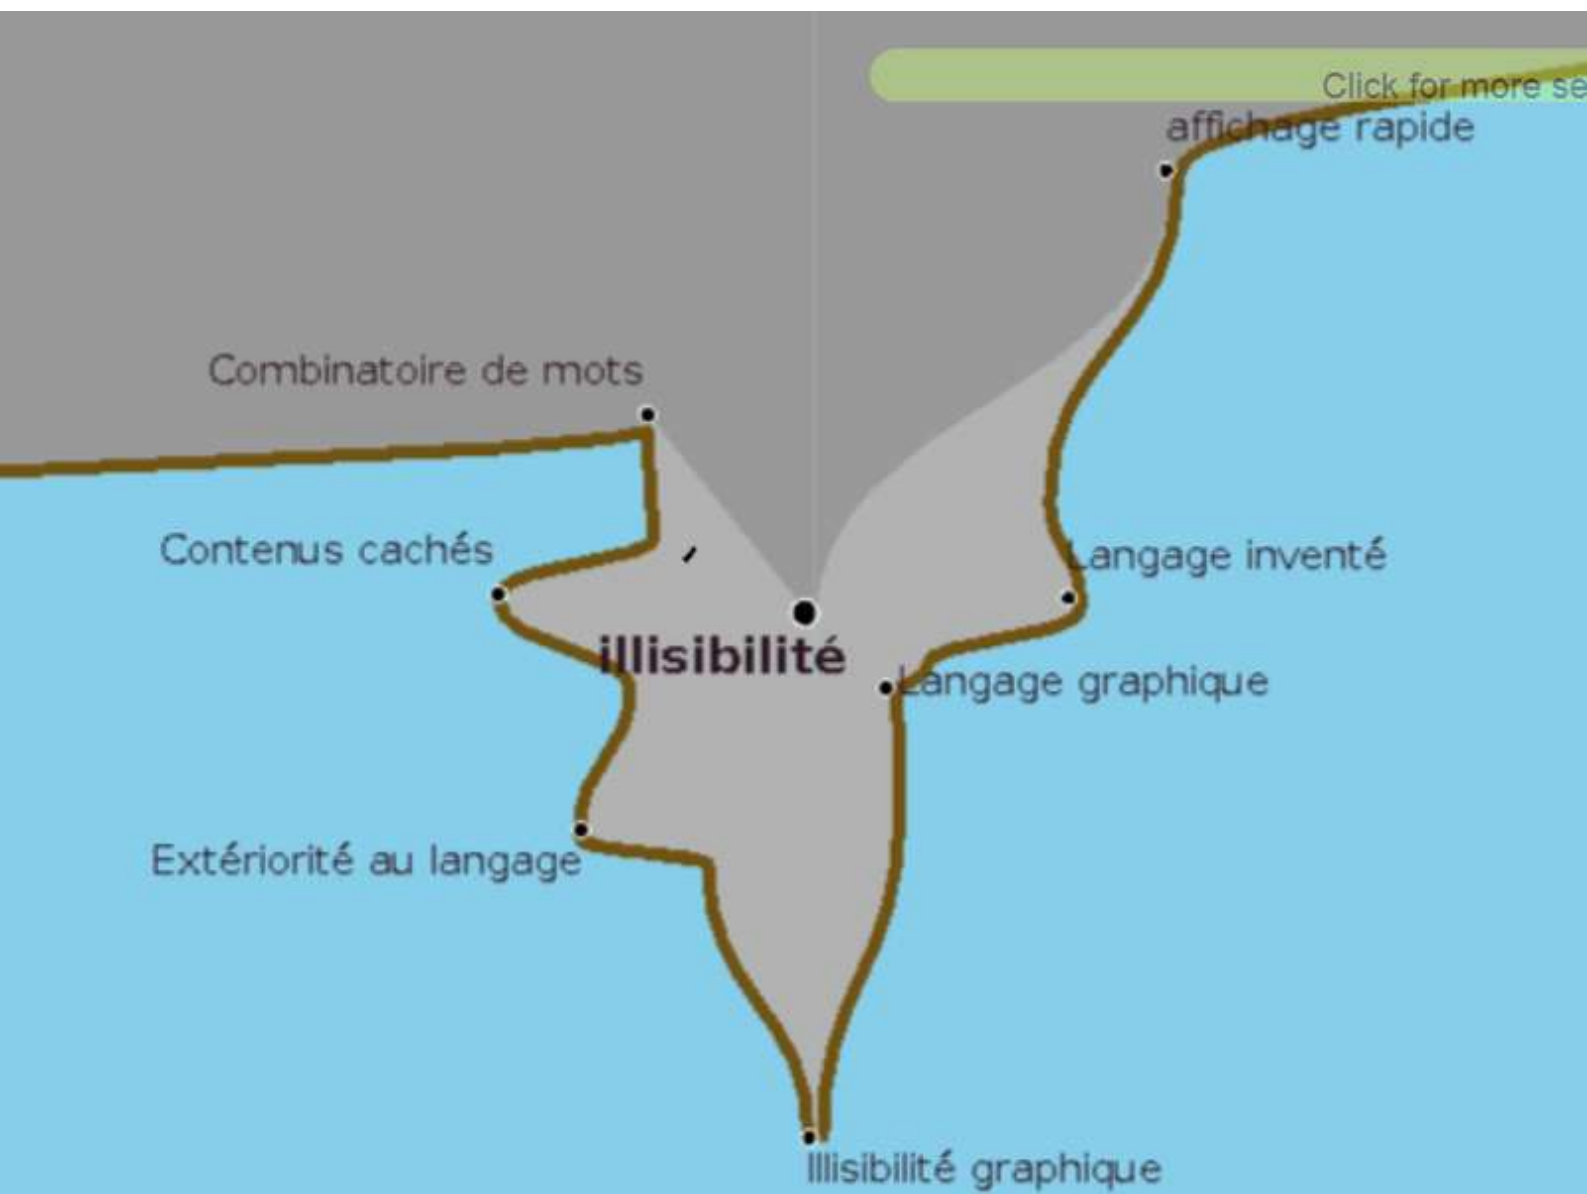 Click for more se
affichage rapide
Combinatoire de mots
Contenus cachés
Langage inventé
illisibilité
Langage graphique
Extériorité au langage
Illisibilité graphique